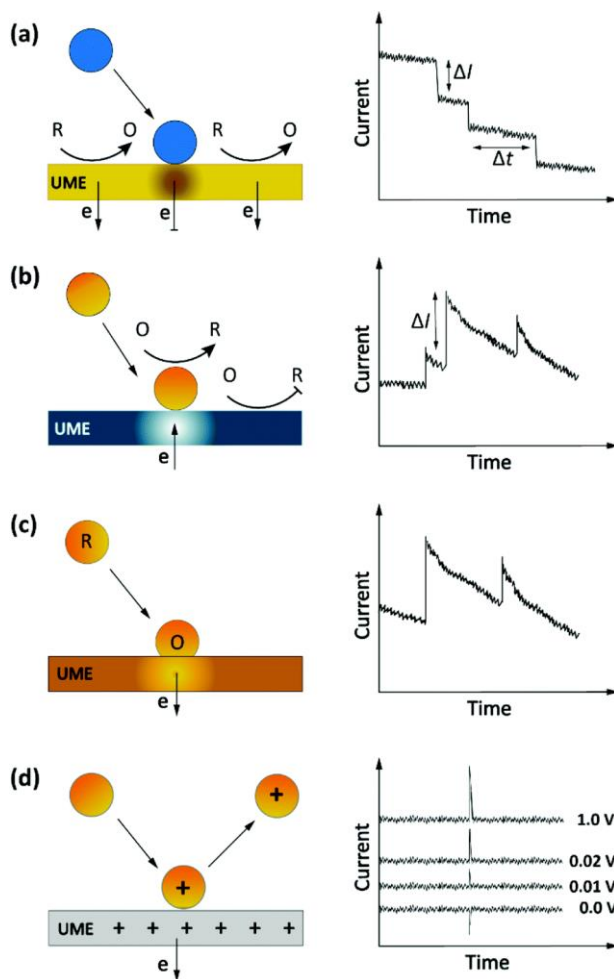 (a)
R O R O
UME
e e e
Current
ΔI
Δt
Time
(b)
O R
O R
UME
e
Current
ΔI
Time
(c)
R
O
UME
e
Current
Time
(d)
+
+
UME + + + + + +
e
Current
1.0 V
0.02 V
0.01 V
0.0 V
Time